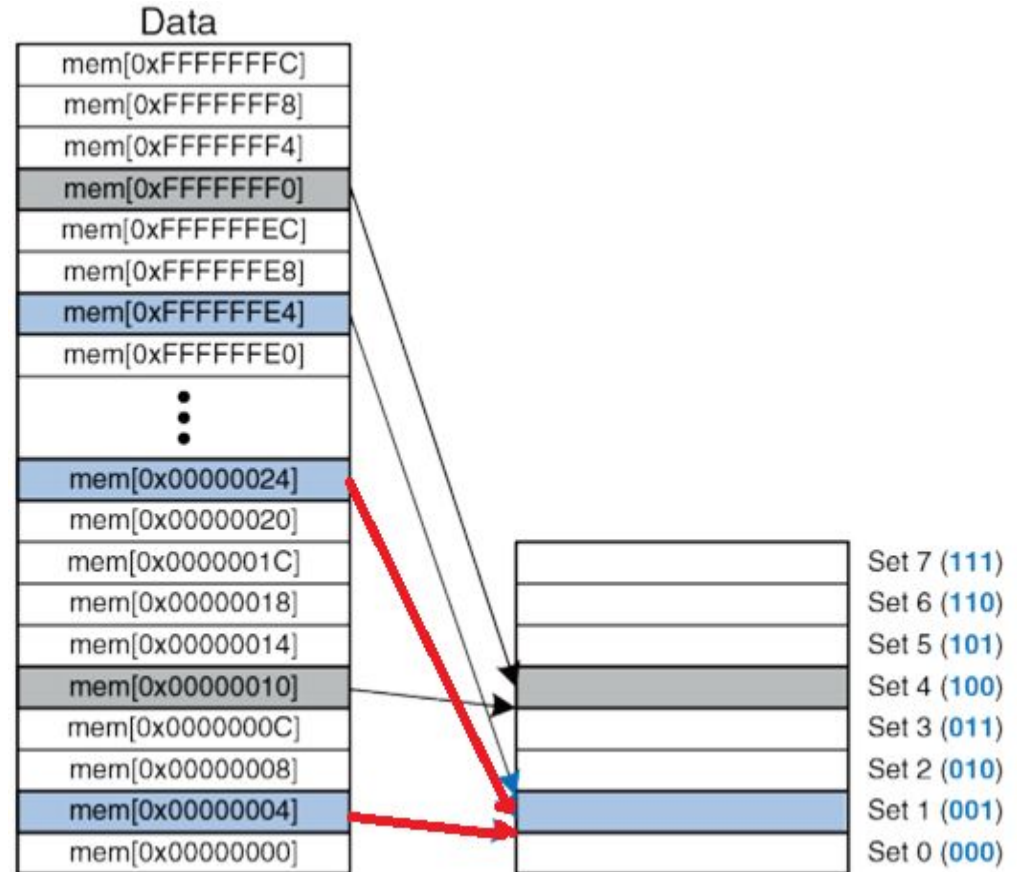 Data
mem[0xFFFFFFFC]
mem[0xFFFFFFF8]
mem[0xFFFFFFF4]
mem[0xFFFFFFF0]
mem[0xFFFFFFEC]
mem[0xFFFFFFE8]
mem[0xFFFFFFE4]
mem[0xFFFFFFE0]
mem[0x00000024]
mem[0x00000020]
mem[0x0000001C]
mem[0x00000018]
mem[0x00000014]
mem[0x00000010]
mem[0x0000000C]
mem[0x00000008]
mem[0x00000004]
mem[0x00000000]
Set 7 (111)
Set 6 (110)
Set 5 (101)
Set 4 (100)
Set 3 (011)
Set 2 (010)
Set 1 (001)
Set 0 (000)